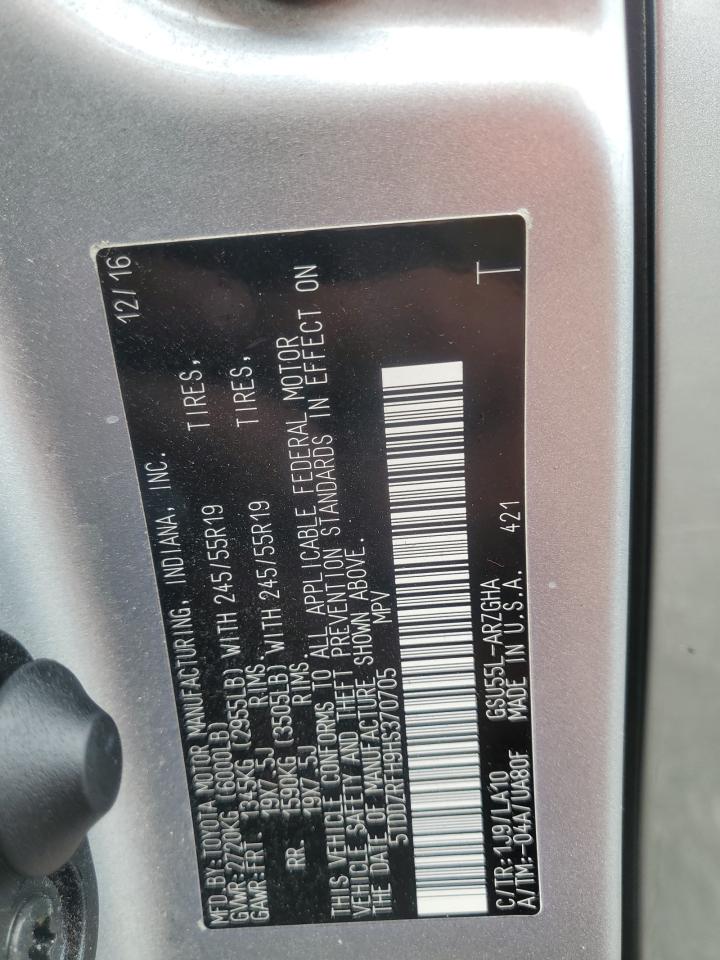 MFD.BY: TOYOTA MOTOR MANUFACTURING, INDIANA, INC. 12/16
GVWR: 2720KG (6000LB)
GAWR:FRT. 1345KG (2955LB) WITH 245/55R19 TIRES,
19X7.5J RIMS.
RR. 1590KG (3505LB) WITH 245/55R19 TIRES,
19X7.5J RIMS.
THIS VEHICLE CONFORMS TO ALL APPLICABLE FEDERAL MOTOR
VEHICLE SAFETY AND THEFT PREVENTION STANDARDS IN EFFECT ON
THE DATE OF MANUFACTURE SHOWN ABOVE.
5TDDZRFH9HS370705 MPV
T
C/TR:1J9/LA10 GSU55L-ARZGHA
A/TM:-04A/UA80F MADE IN U.S.A. 421